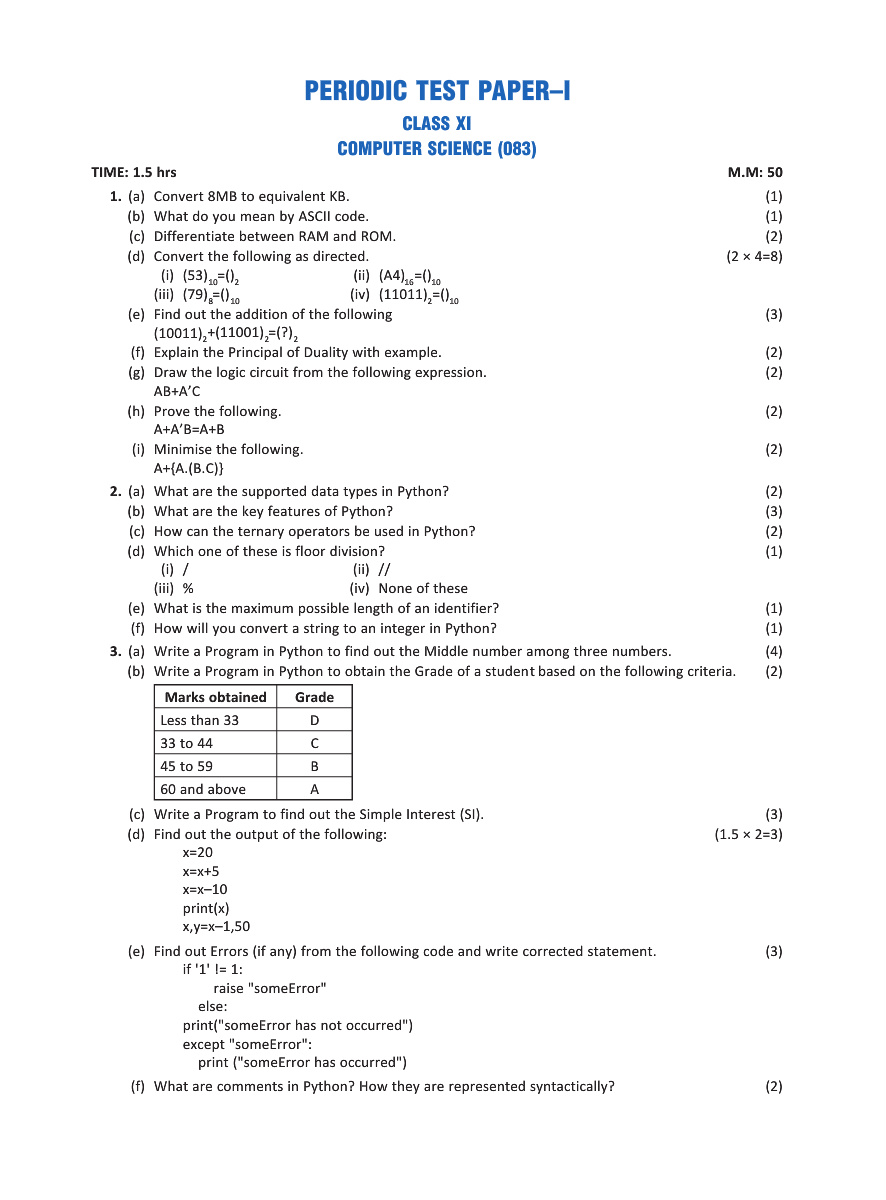 PERIODIC TEST PAPER–I
CLASS XI
COMPUTER SCIENCE (083)
TIME: 1.5 hrs M.M: 50
1. (a) Convert 8MB to equivalent KB. (1)
(b) What do you mean by ASCII code. (1)
(c) Differentiate between RAM and ROM. (2)
(d) Convert the following as directed. (2 × 4=8)
(i) (53)₁₀=()₂ (ii) (A4)₁₆=()₁₀
(iii) (79)₈=()₁₀ (iv) (11011)₂=()₁₀
(e) Find out the addition of the following (3)
(10011)₂+(11001)₂=(?)₂
(f) Explain the Principal of Duality with example. (2)
(g) Draw the logic circuit from the following expression. (2)
AB+A′C
(h) Prove the following. (2)
A+A′B=A+B
(i) Minimise the following. (2)
A+{A.(B.C)}
2. (a) What are the supported data types in Python? (2)
(b) What are the key features of Python? (3)
(c) How can the ternary operators be used in Python? (2)
(d) Which one of these is floor division? (1)
(i) / (ii) //
(iii) % (iv) None of these
(e) What is the maximum possible length of an identifier? (1)
(f) How will you convert a string to an integer in Python? (1)
3. (a) Write a Program in Python to find out the Middle number among three numbers. (4)
(b) Write a Program in Python to obtain the Grade of a student based on the following criteria. (2)
Marks obtained Grade
Less than 33 D
33 to 44 C
45 to 59 B
60 and above A
(c) Write a Program to find out the Simple Interest (SI). (3)
(d) Find out the output of the following: (1.5 × 2=3)
x=20
x=x+5
x=x–10
print(x)
x,y=x–1,50
(e) Find out Errors (if any) from the following code and write corrected statement. (3)
if '1' != 1:
raise "someError"
else:
print("someError has not occurred")
except "someError":
print ("someError has occurred")
(f) What are comments in Python? How they are represented syntactically? (2)